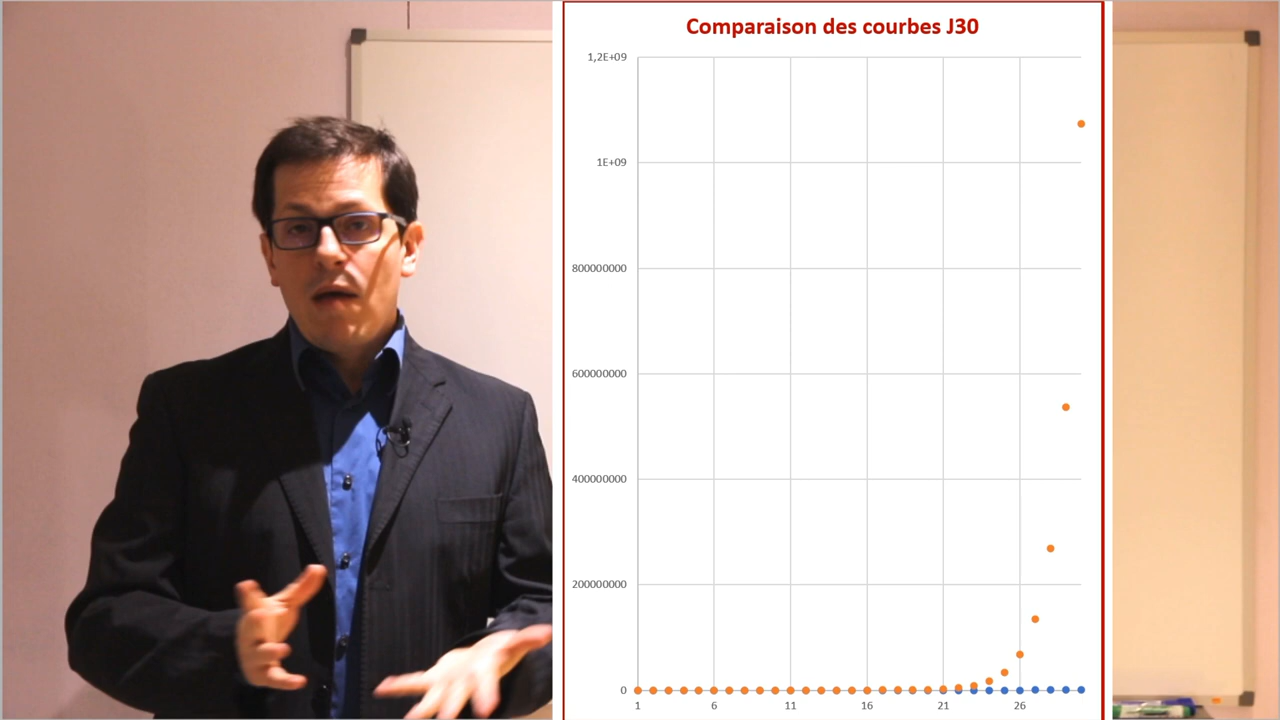 Comparaison des courbes J30
1,2E+09
1E+09
800000000
600000000
400000000
200000000
0
1 6 11 16 21 26